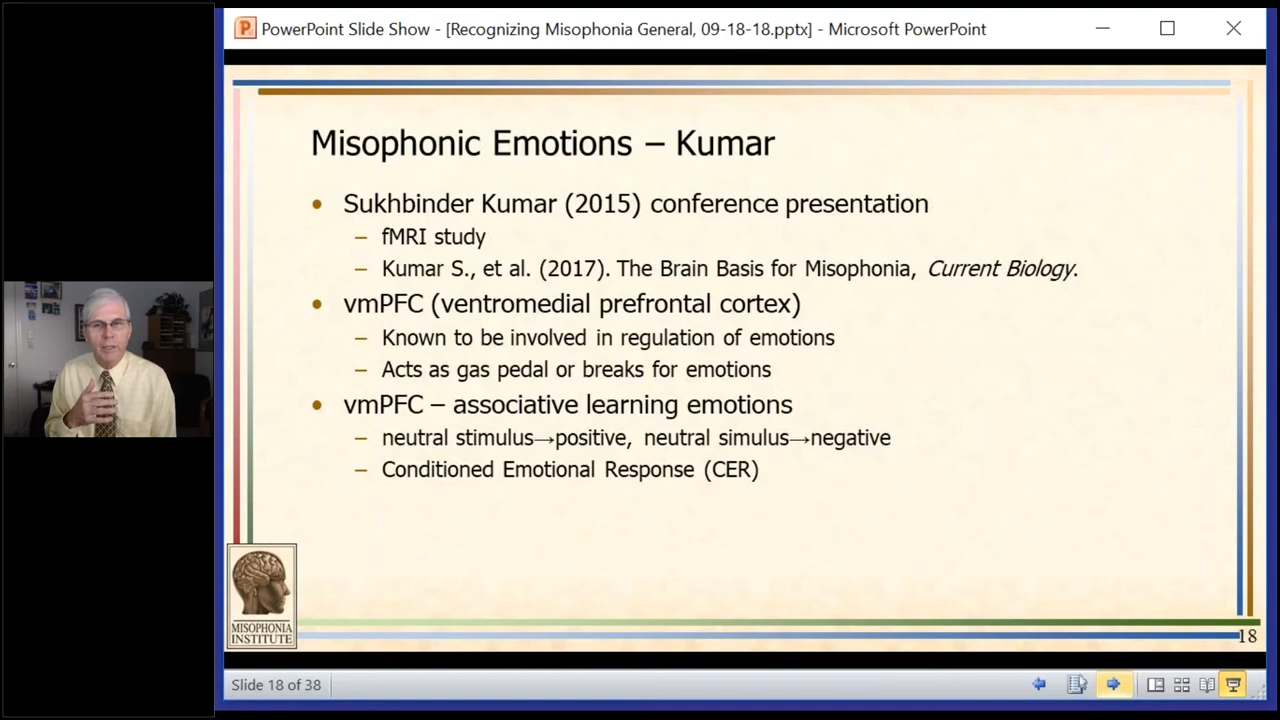 PowerPoint Slide Show - [Recognizing Misophonia General, 09-18-18.pptx] - Microsoft PowerPoint
Misophonic Emotions – Kumar
• Sukhbinder Kumar (2015) conference presentation
– fMRI study
– Kumar S., et al. (2017). The Brain Basis for Misophonia, Current Biology.
• vmPFC (ventromedial prefrontal cortex)
– Known to be involved in regulation of emotions
– Acts as gas pedal or breaks for emotions
• vmPFC – associative learning emotions
– neutral stimulus→positive, neutral simulus→negative
– Conditioned Emotional Response (CER)
MISOPHONIA
INSTITUTE
18
Slide 18 of 38